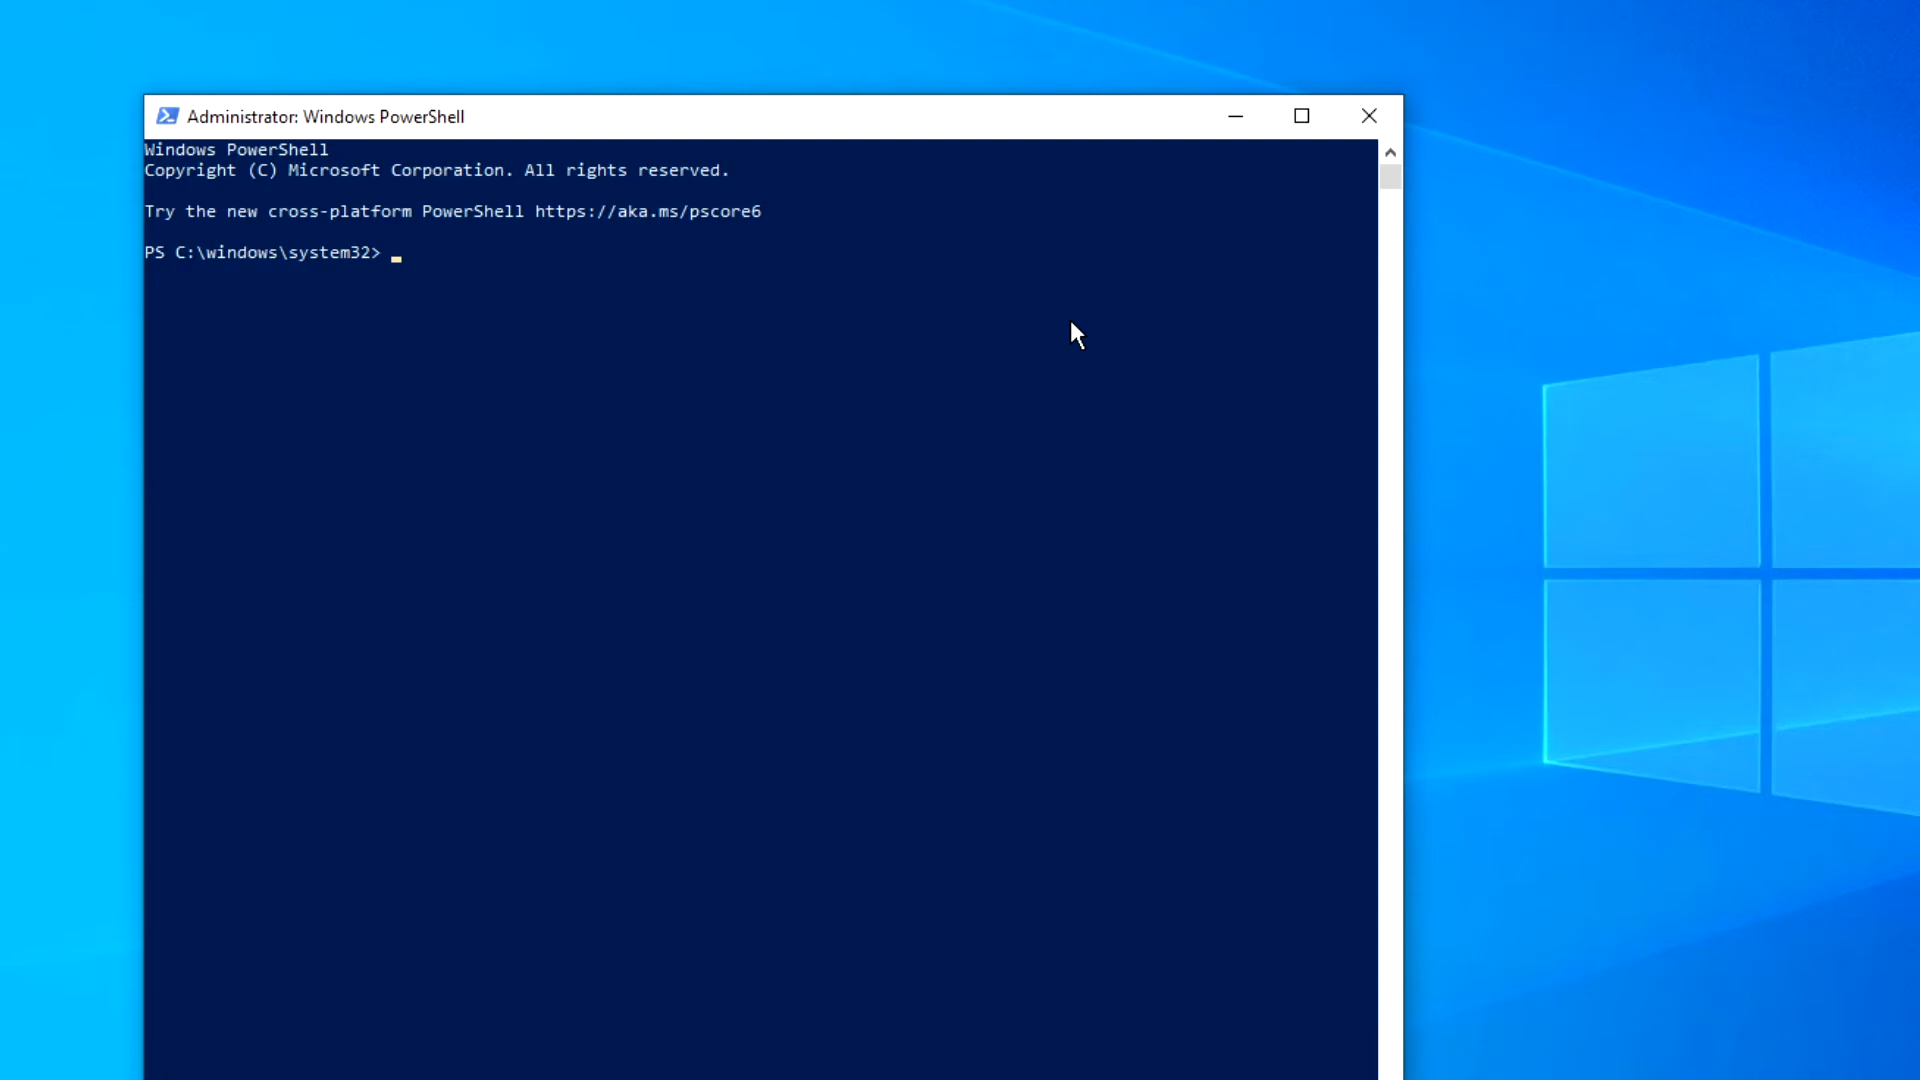 Administrator: Windows PowerShell
Windows PowerShell
Copyright (C) Microsoft Corporation. All rights reserved.
Try the new cross-platform PowerShell https://aka.ms/pscore6
PS C:\windows\system32>